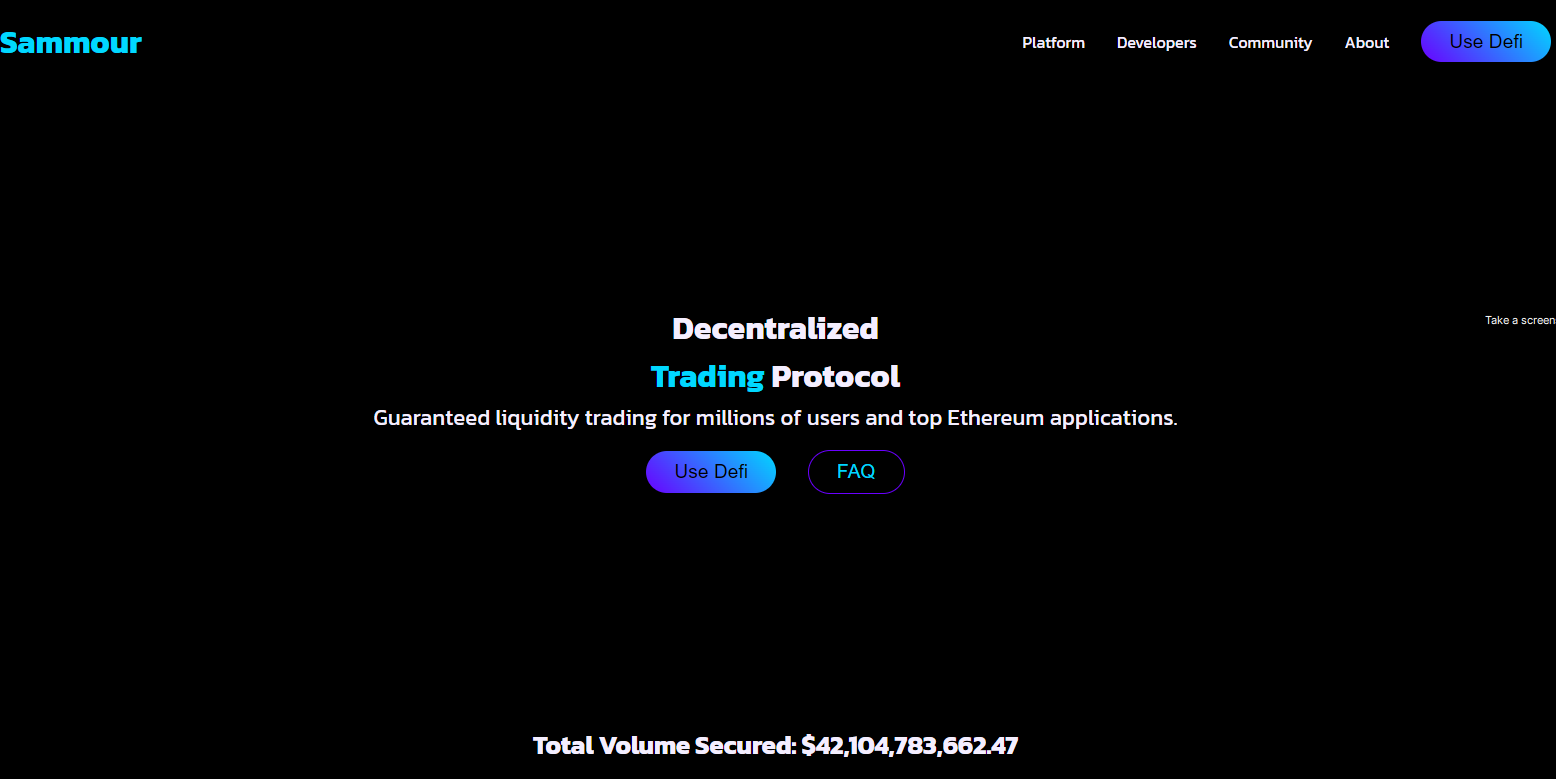 Sammour
Platform Developers Community About Use Defi
Decentralized
Take a screen
Trading Protocol
Guaranteed liquidity trading for millions of users and top Ethereum applications.
Use Defi FAQ
Total Volume Secured: $42,104,783,662.47